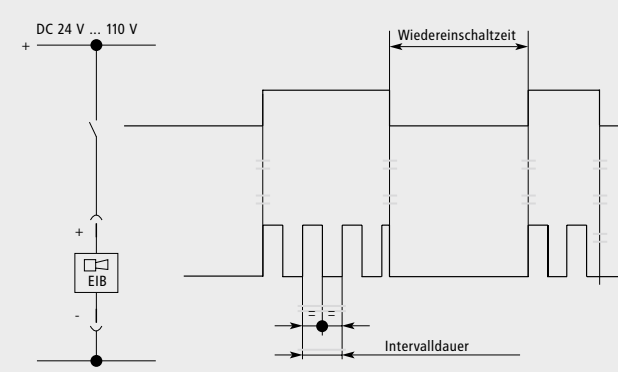 DC 24 V ... 110 V
+
Wiedereinschaltzeit
+
EIB
-
= =
Intervalldauer